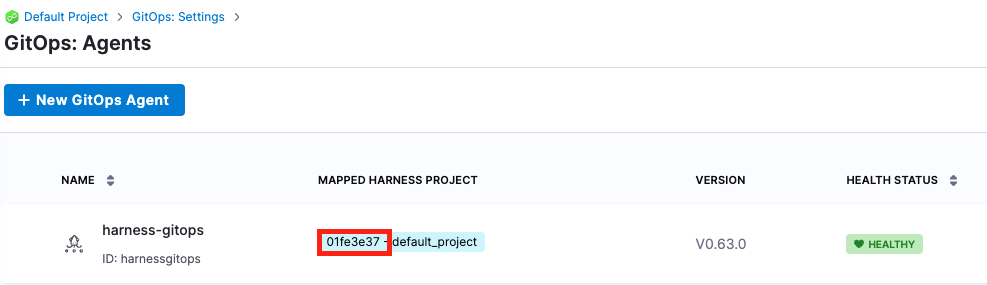 Default Project > GitOps: Settings >
GitOps: Agents
+ New GitOps Agent
NAME MAPPED HARNESS PROJECT VERSION HEALTH STATUS
harness-gitops 01fe3e37 - default_project V0.63.0 HEALTHY
ID: harnessgitops